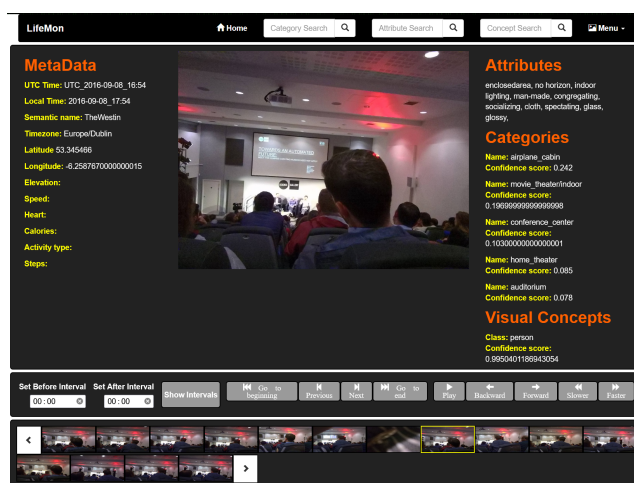 LifeMon
Home
Category Search
Attribute Search
Concept Search
Menu
MetaData
UTC Time: UTC_2016-09-08_16:54
Local Time: 2016-09-08_17:54
Semantic name: TheWestin
Timezone: Europe/Dublin
Latitude 53.345466
Longitude: -6.2587670000000015
Elevation:
Speed:
Heart:
Calories:
Activity type:
Steps:
TOWARDS AN AUTOMATED
FUTURE
Attributes
enclosedarea, no horizon, indoor
lighting, man-made, congregating,
socializing, cloth, spectating, glass,
glossy,
Categories
Name: airplane_cabin
Confidence score: 0.242
Name: movie_theater/indoor
Confidence score:
0.19699999999999998
Name: conference_center
Confidence score:
0.10300000000000001
Name: home_theater
Confidence score: 0.085
Name: auditorium
Confidence score: 0.078
Visual Concepts
Class: person
Confidence score:
0.9950401186943054
Set Before Interval
00 : 00
Set After Interval
00 : 00
Show Intervals
Go to
beginning
Previous
Next
Go to
end
Play
Backward
Forward
Slower
Faster